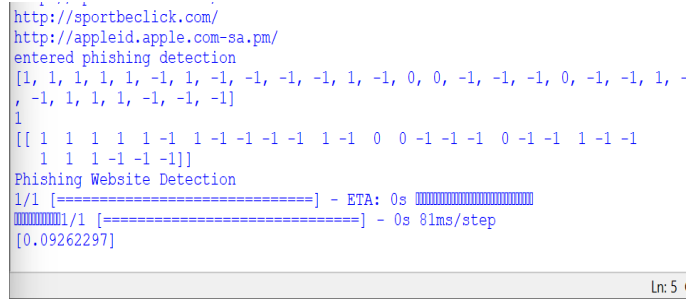 http://sportbeclick.com/
http://appleid.apple.com-sa.pm/
entered phishing detection
[1, 1, 1, 1, 1, -1, 1, -1, -1, -1, -1, 1, -1, 0, 0, -1, -1, -1, 0, -1, -1, 1, -
, -1, 1, 1, 1, -1, -1, -1]
1
[[ 1 1 1 1 1 -1 1 -1 -1 -1 -1 1 -1 0 0 -1 -1 -1 0 -1 -1 1 -1 -1
1 1 1 -1 -1 -1]]
Phishing Website Detection
1/1 [==============================] - ETA: 0s
1/1 [==============================] - 0s 81ms/step
[0.09262297]
Ln: 5